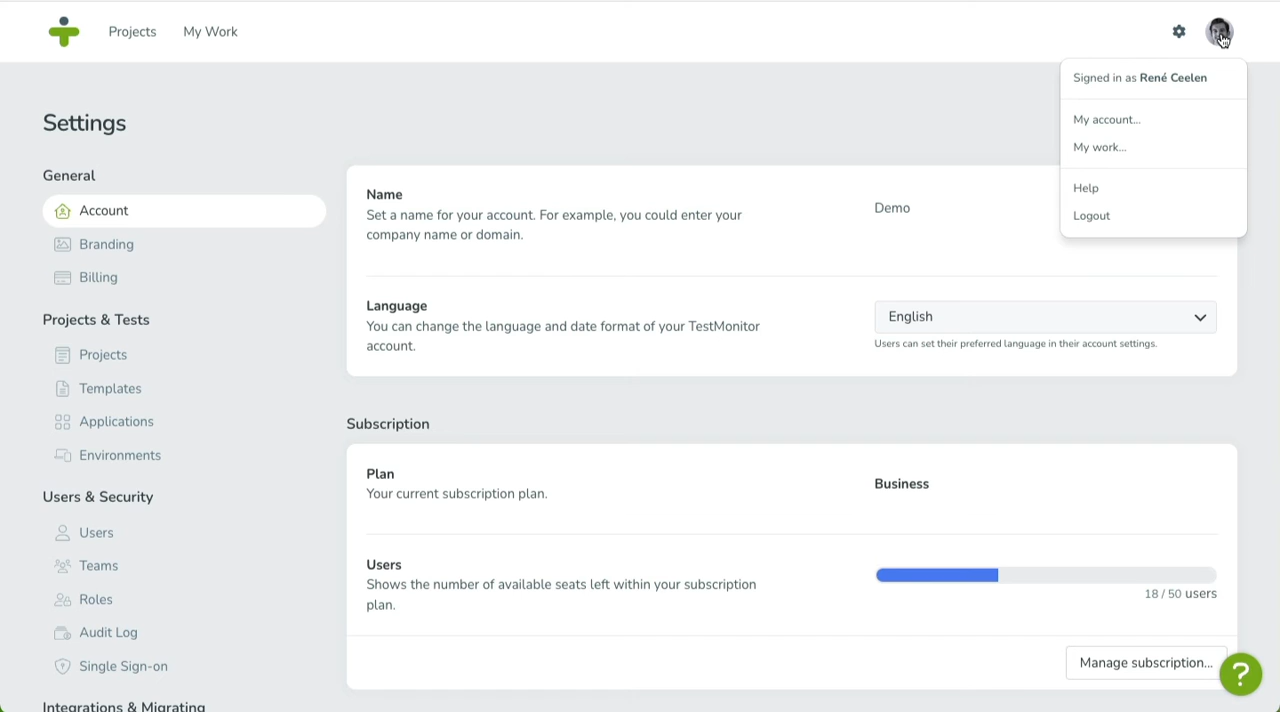 Projects
My Work
Signed in as René Ceelen
My account...
My work...
Help
Logout
Settings
General
Account
Branding
Billing
Projects & Tests
Projects
Templates
Applications
Environments
Users & Security
Users
Teams
Roles
Audit Log
Single Sign-on
Integrations & Migrating
Name
Set a name for your account. For example, you could enter your
company name or domain.
Demo
Language
You can change the language and date format of your TestMonitor
account.
English
Users can set their preferred language in their account settings.
Subscription
Plan
Your current subscription plan.
Business
Users
Shows the number of available seats left within your subscription
plan.
18 / 50 users
Manage subscription...
?